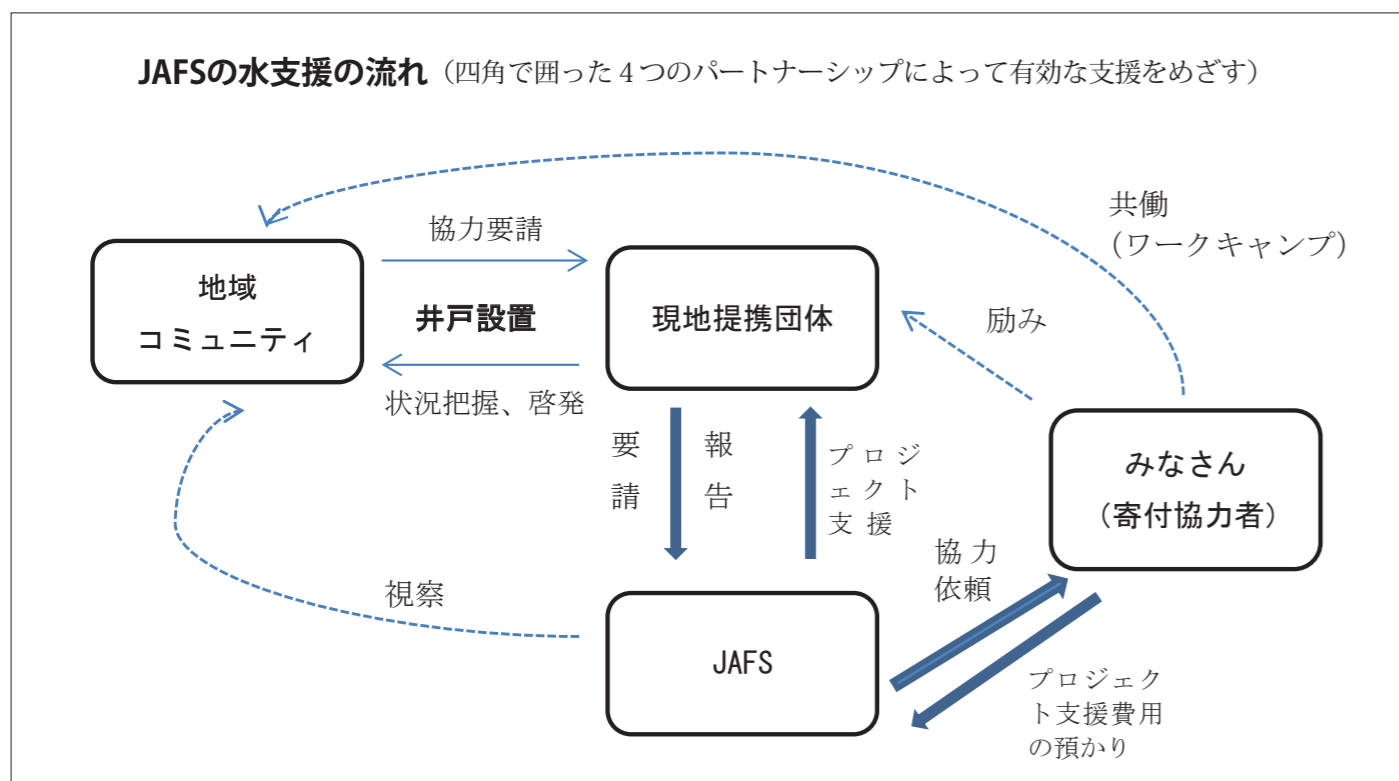 JAFSの水支援の流れ（四角で囲った４つのパートナーシップによって有効な支援をめざす）
共働
（ワークキャンプ）
協力要請
地域
コミュニティ
井戸設置
現地提携団体
励み
状況把握、啓発
要請
報告
プロジ
ェクト
支援
みなさん
（寄付協力者）
協力
依頼
視察
JAFS
プロジェク
ト支援費用
の預かり